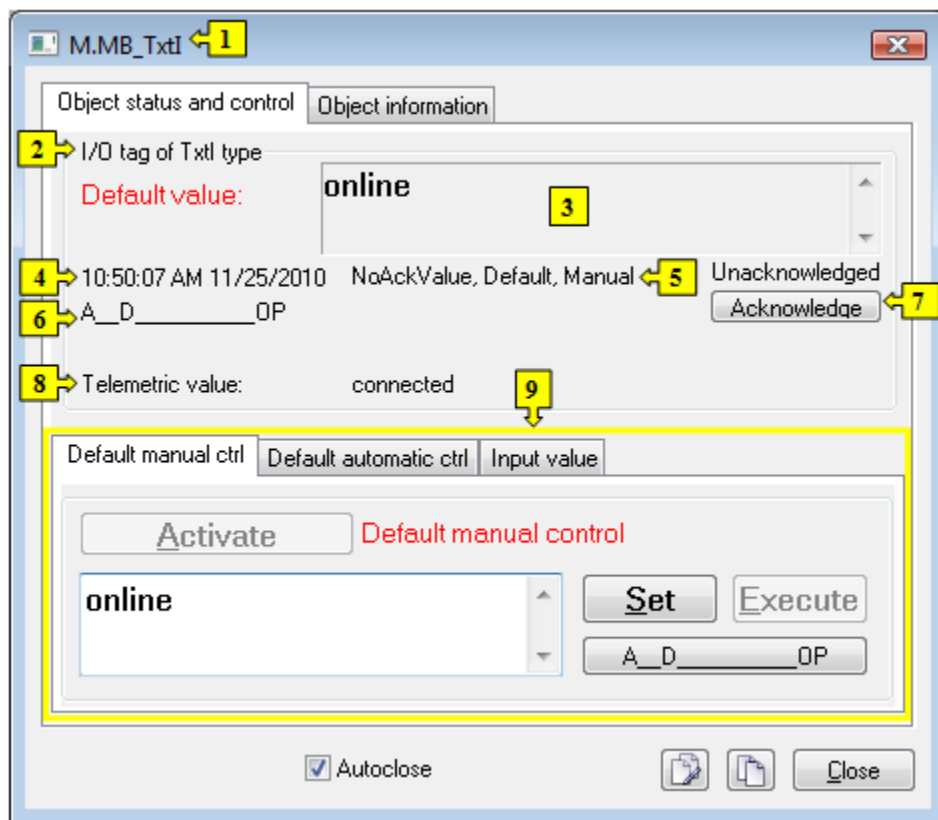 M.MB_TxtI 1
Object status and control Object information
2 I/O tag of TxtI type
Default value: online 3
4 10:50:07 AM 11/25/2010 NoAckValue, Default, Manual 5 Unacknowledged
6 A__D__________OP Acknowledge 7
8 Telemetric value: connected 9
Default manual ctrl Default automatic ctrl Input value
Activate Default manual control
online Set Execute
A__D__________OP
Autoclose Close